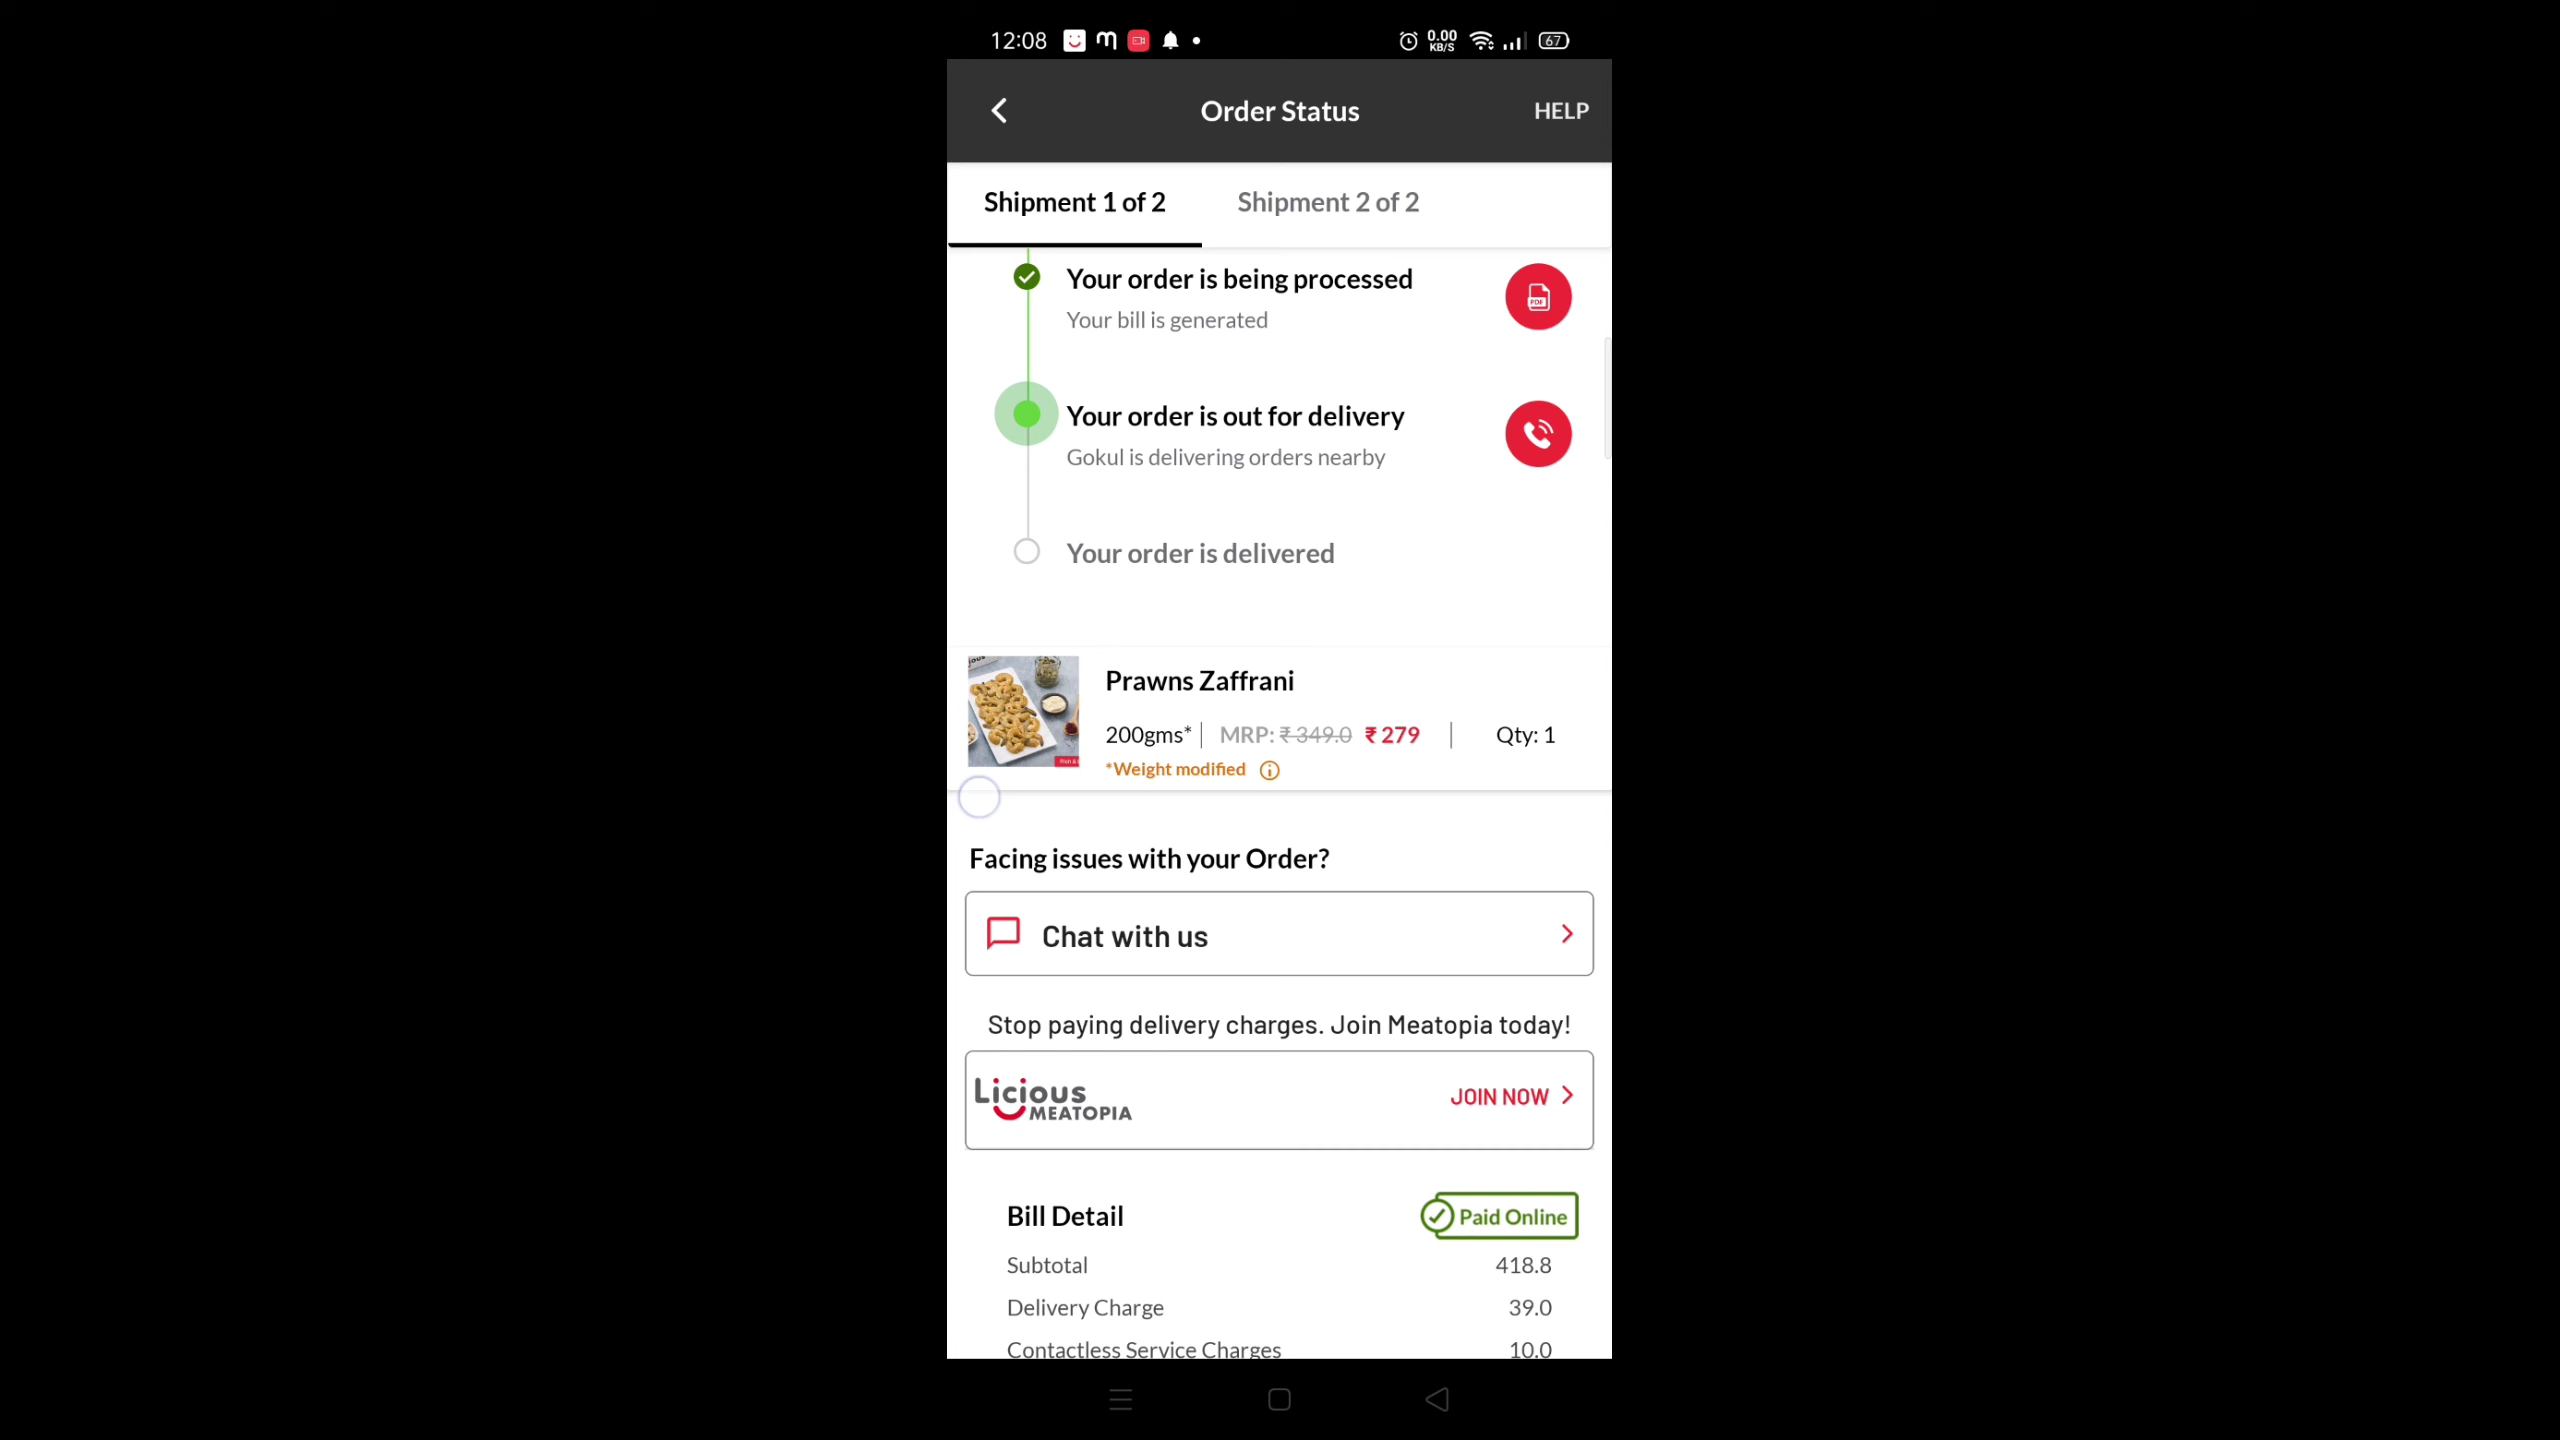 12:08
0.00
KB/S
67
Order Status
HELP
Shipment 1 of 2
Shipment 2 of 2
Your order is being processed
Your bill is generated
PDF
Your order is out for delivery
Gokul is delivering orders nearby
Your order is delivered
Prawns Zaffrani
200gms* MRP: ₹ 349.0 ₹ 279 Qty: 1
*Weight modified
Facing issues with your Order?
Chat with us
Stop paying delivery charges. Join Meatopia today!
Licious
MEATOPIA
JOIN NOW
Bill Detail
Paid Online
Subtotal 418.8
Delivery Charge 39.0
Contactless Service Charges 10.0